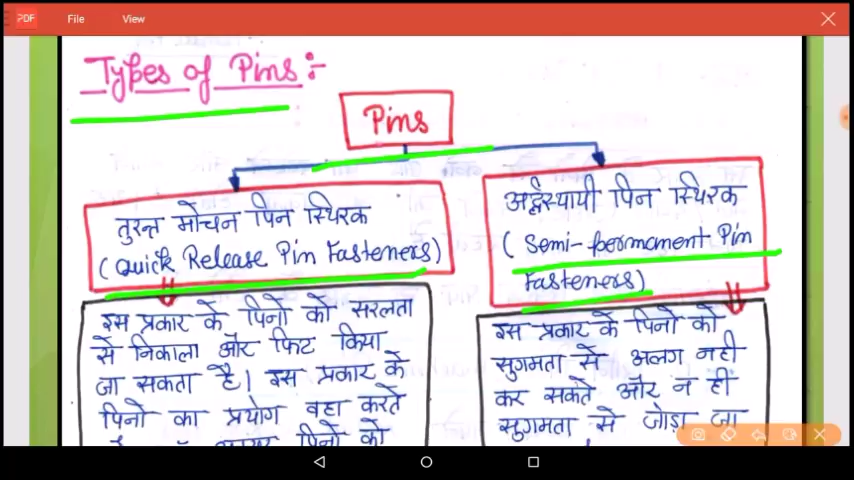 PDF File View
Types of Pins :-
Pins
तुरन्त मोचन पिन स्थिरक
(Quick Release Pin Fasteners)
इस प्रकार के पिनों को सरलता
से निकाला और फिट किया
जा सकता है। इस प्रकार के
पिनों का प्रयोग वहा करते
अर्द्धस्थायी पिन स्थिरक
( Semi-permanent Pin
Fasteners)
इस प्रकार के पिनों को
सुगमता से अलग नही
कर सकते और न ही
सुगमता से जोड़ा जा